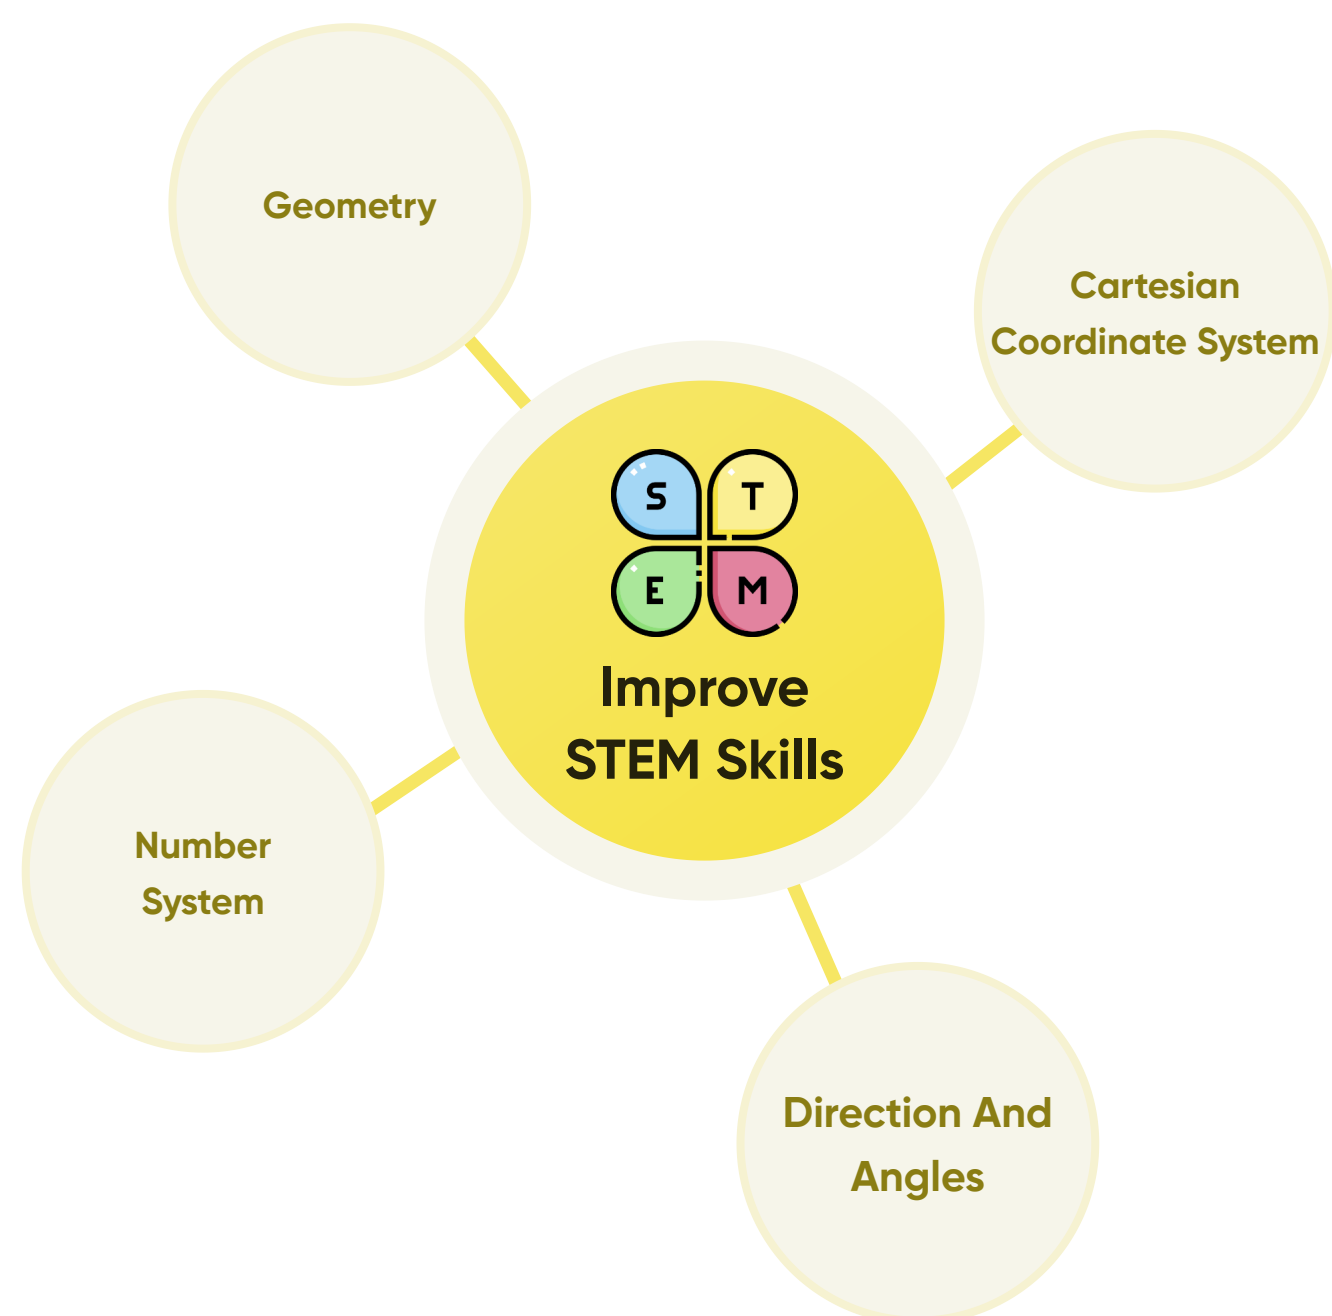 Geometry
Cartesian
Coordinate System
S T
E M
Improve
STEM Skills
Number
System
Direction And
Angles